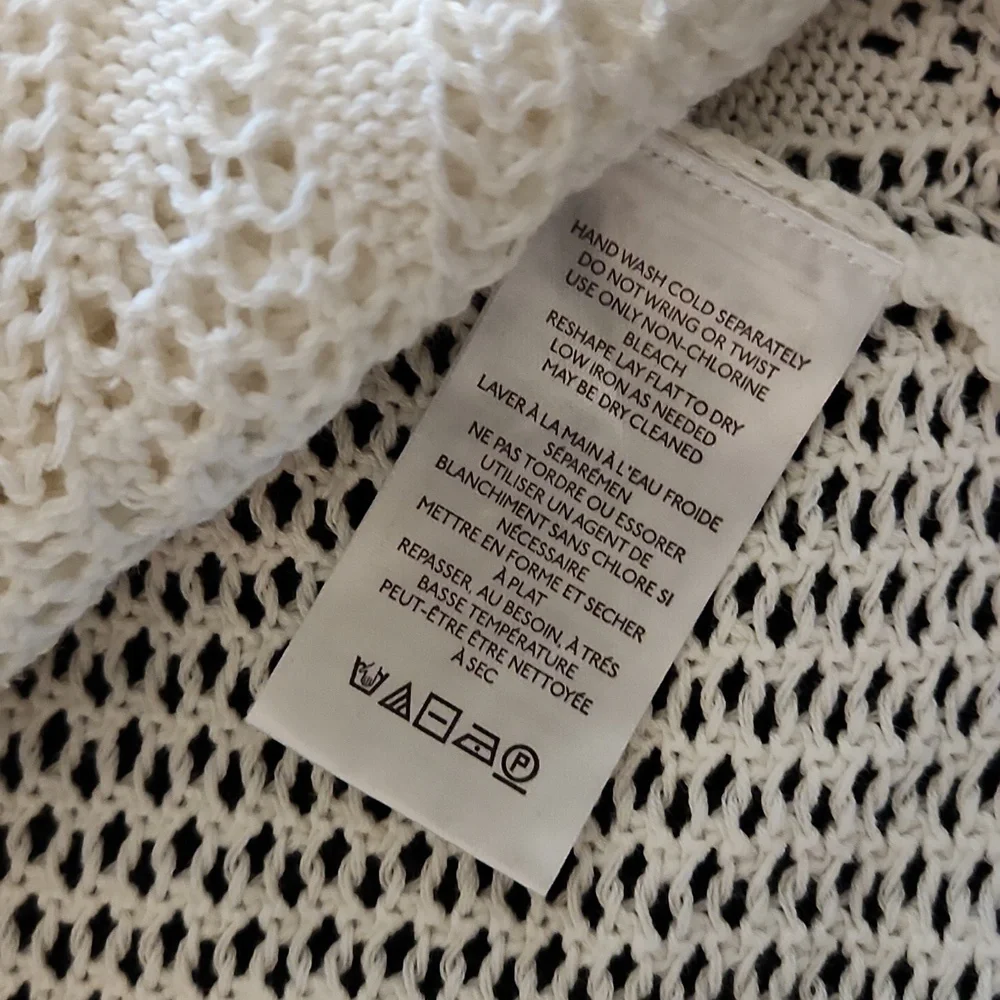 HAND WASH COLD SEPARATELY
DO NOT WRING OR TWIST
USE ONLY NON-CHLORINE
BLEACH
RESHAPE LAY FLAT TO DRY
LOW IRON AS NEEDED
MAY BE DRY CLEANED
LAVER À LA MAIN À L'EAU FROIDE
SÉPARÉMEN
NE PAS TORDRE OU ESSORER
UTILISER UN AGENT DE
BLANCHIMENT SANS CHLORE SI
NÉCESSAIRE
METTRE EN FORME ET SECHER
À PLAT
REPASSER, AU BESOIN, À TRÉS
BASSE TEMPÉRATURE
PEUT-ÊTRE ÊTRE NETTOYÉE
À SEC
P